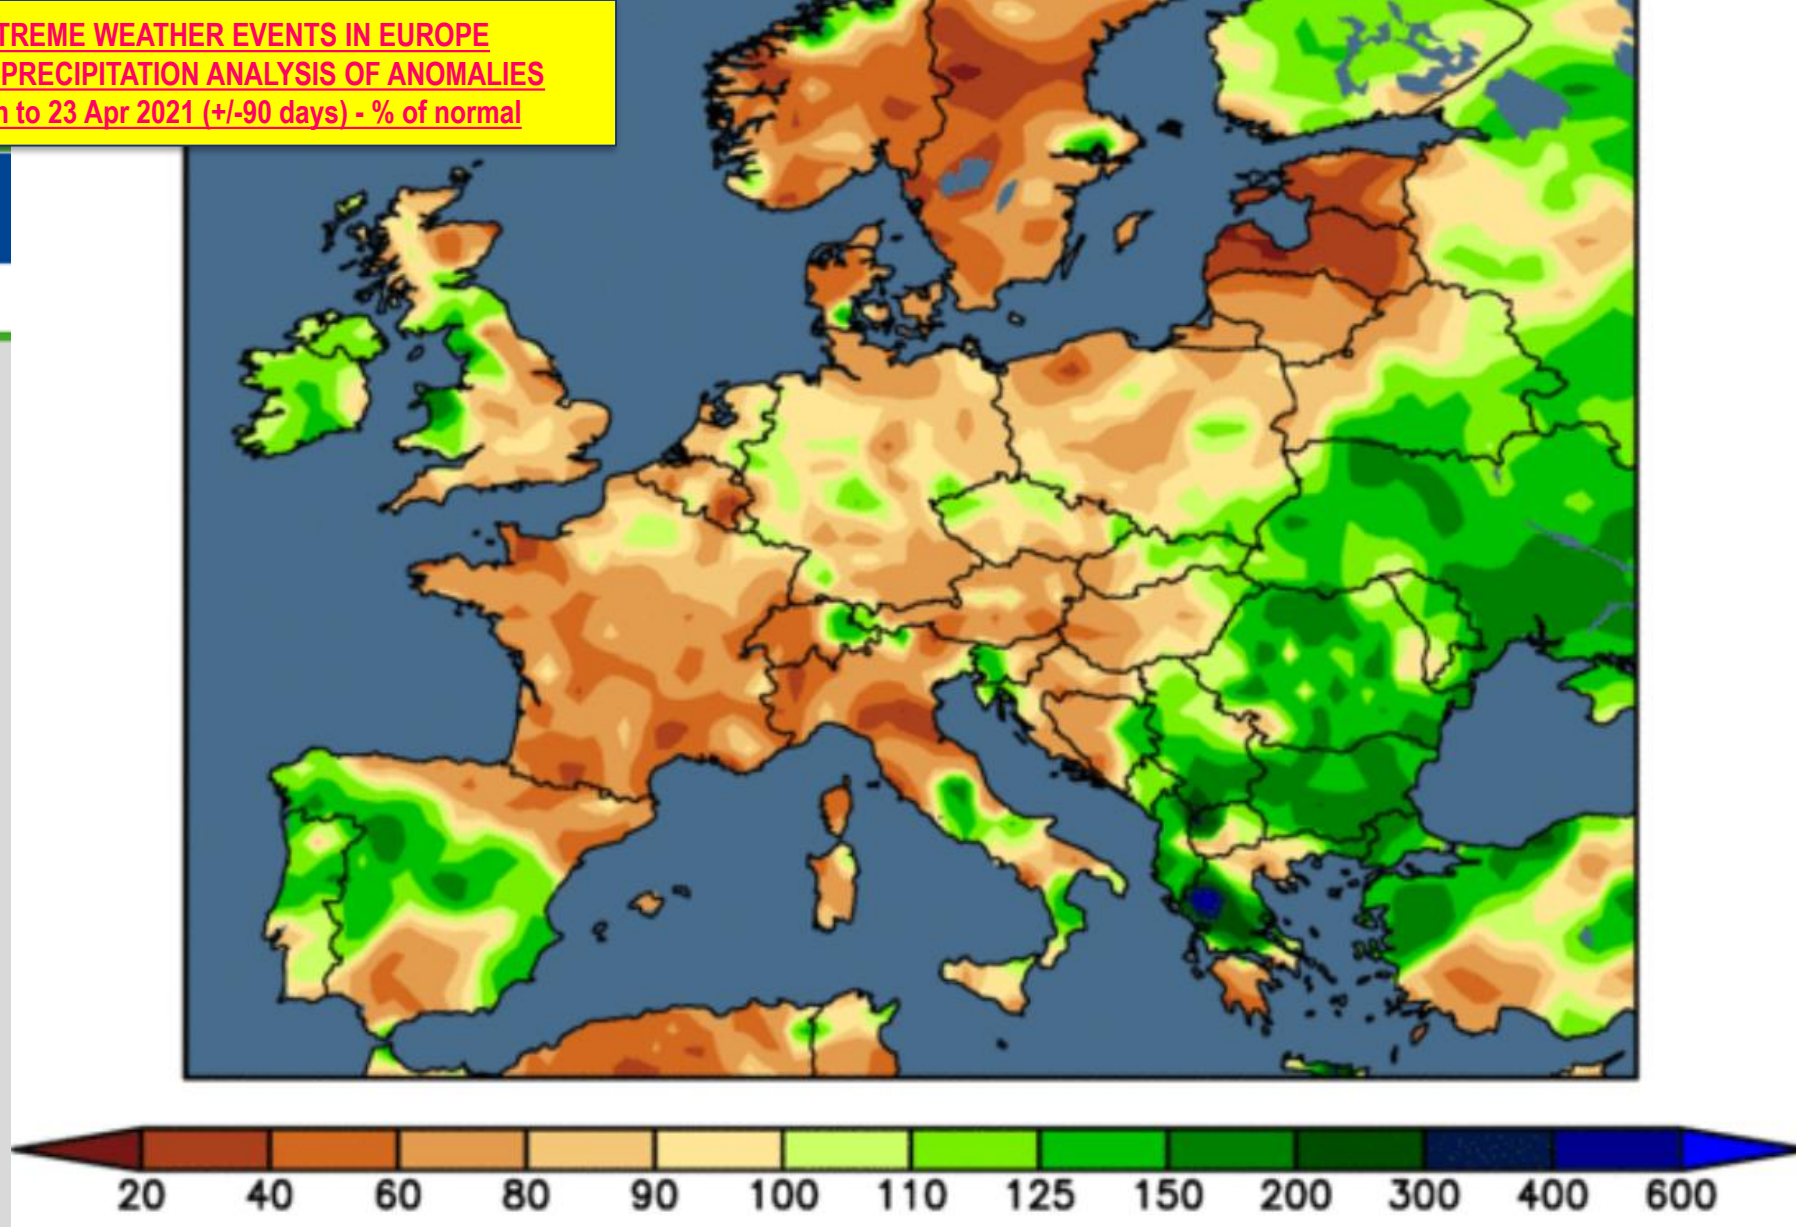 TREME WEATHER EVENTS IN EUROPE
PRECIPITATION ANALYSIS OF ANOMALIES
to 23 Apr 2021 (+/-90 days) - % of normal
20 40 60 80 90 100 110 125 150 200 300 400 600